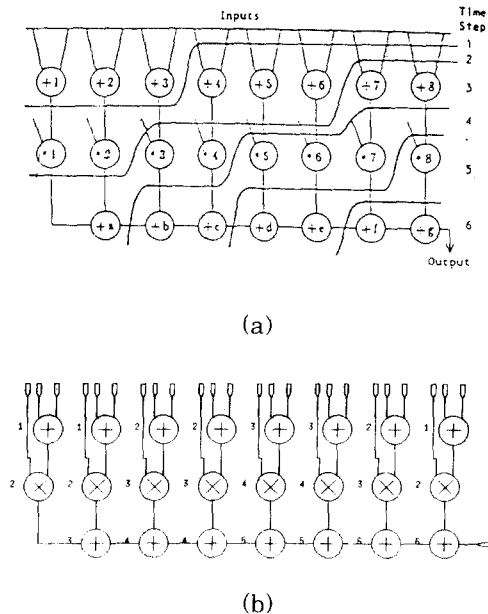 Inputs
Time
Step
1
2
+1 +2 +3 +4 +5 +6 +7 +8 3
4
*1 *2 *3 *4 *5 *6 *7 *8
5
+a +b +c +d +e +f +g 6
Output
(a)
1 1 2 2 3 3 2 1
+ + + + + + + +
2 2 3 3 4 4 3 2
× × × × × × × ×
3 4 4 5 5 6 6
+ + + + + + +
(b)